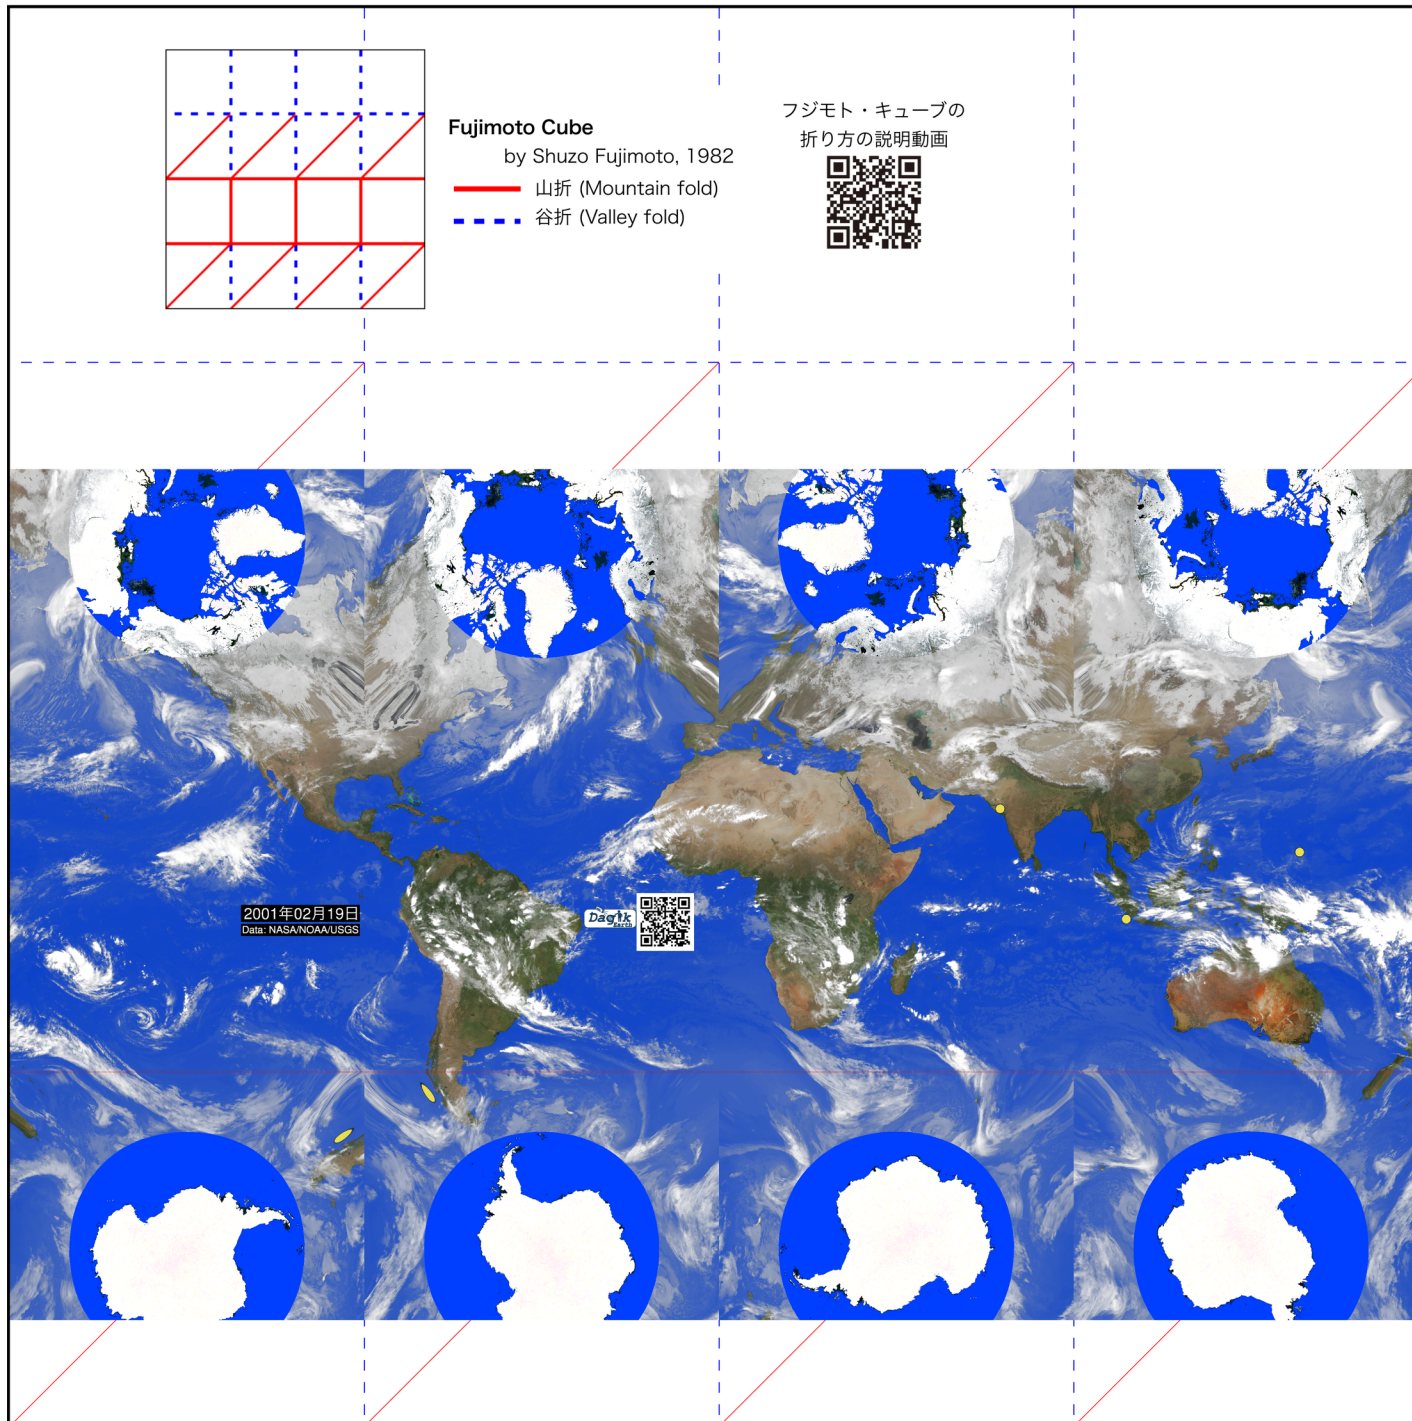 Fujimoto Cube
by Shuzo Fujimoto, 1982
山折 (Mountain fold)
谷折 (Valley fold)
フジモト・キューブの
折り方の説明動画
2001年02月19日
Data: NASA/NOAA/USGS
Dagik
Earth